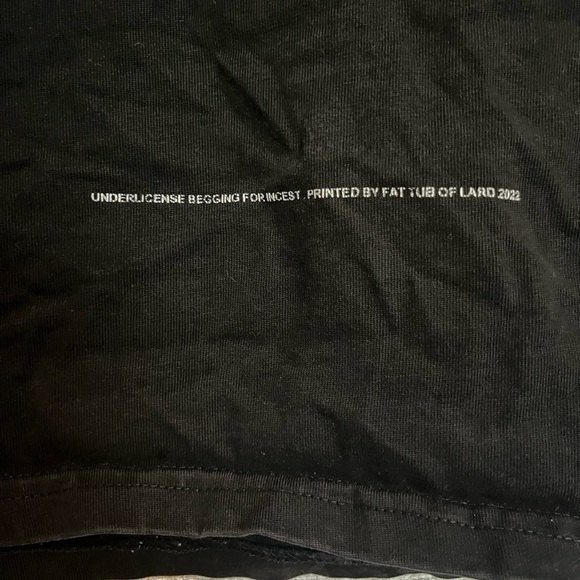 UNDERLICENSE BEGGING FOR INCEST . PRINTED BY FAT TUB OF LARD 2022